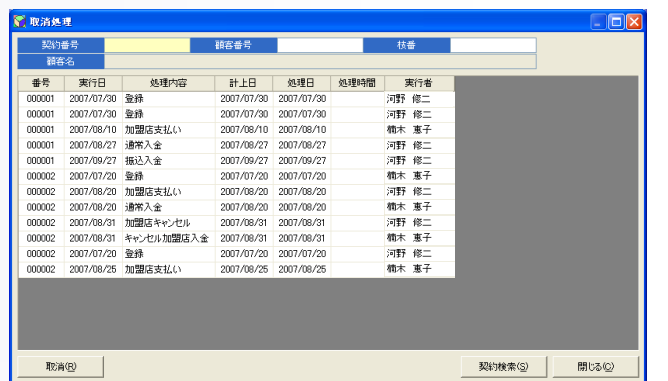 取消処理
契約番号 顧客番号 枝番
顧客名
番号 実行日 処理内容 計上日 処理日 処理時間 実行者
000001 2007/07/30 登録 2007/07/30 2007/07/30 河野 修二
000001 2007/07/30 登録 2007/07/30 2007/07/30 河野 修二
000001 2007/08/10 加盟店支払い 2007/08/10 2007/08/10 楠木 恵子
000001 2007/08/27 通常入金 2007/08/27 2007/08/27 河野 修二
000001 2007/09/27 振込入金 2007/09/27 2007/09/27 河野 修二
000002 2007/07/20 登録 2007/07/20 2007/07/20 楠木 恵子
000002 2007/08/20 加盟店支払い 2007/08/20 2007/08/20 河野 修二
000002 2007/08/20 通常入金 2007/08/20 2007/08/20 楠木 恵子
000002 2007/08/31 加盟店キャンセル 2007/08/31 2007/08/31 河野 修二
000002 2007/08/31 キャンセル加盟店入金 2007/08/31 2007/08/31 楠木 恵子
000002 2007/07/20 登録 2007/07/20 2007/07/20 河野 修二
000002 2007/08/25 加盟店支払い 2007/08/25 2007/08/25 楠木 恵子
取消(R) 契約検索(S) 閉じる(C)